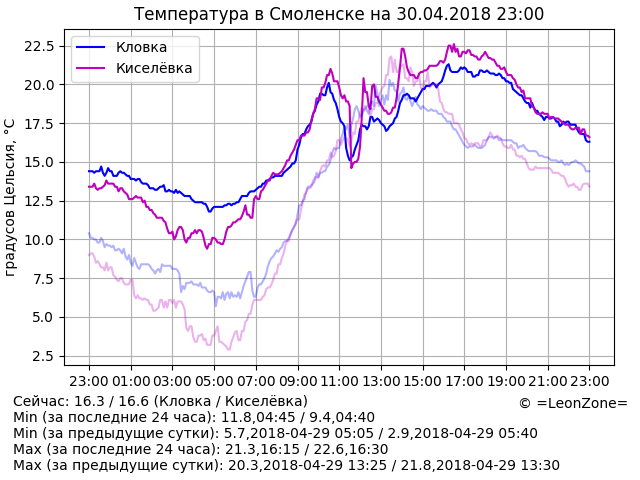 Температура в Смоленске на 30.04.2018 23:00
Кловка
Киселёвка
градусов Цельсия, °C
22.5
20.0
17.5
15.0
12.5
10.0
7.5
5.0
2.5
23:00 01:00 03:00 05:00 07:00 09:00 11:00 13:00 15:00 17:00 19:00 21:00 23:00
Сейчас: 16.3 / 16.6 (Кловка / Киселёвка)
© =LeonZone=
Min (за последние 24 часа): 11.8,04:45 / 9.4,04:40
Min (за предыдущие сутки): 5.7,2018-04-29 05:05 / 2.9,2018-04-29 05:40
Max (за последние 24 часа): 21.3,16:15 / 22.6,16:30
Max (за предыдущие сутки): 20.3,2018-04-29 13:25 / 21.8,2018-04-29 13:30